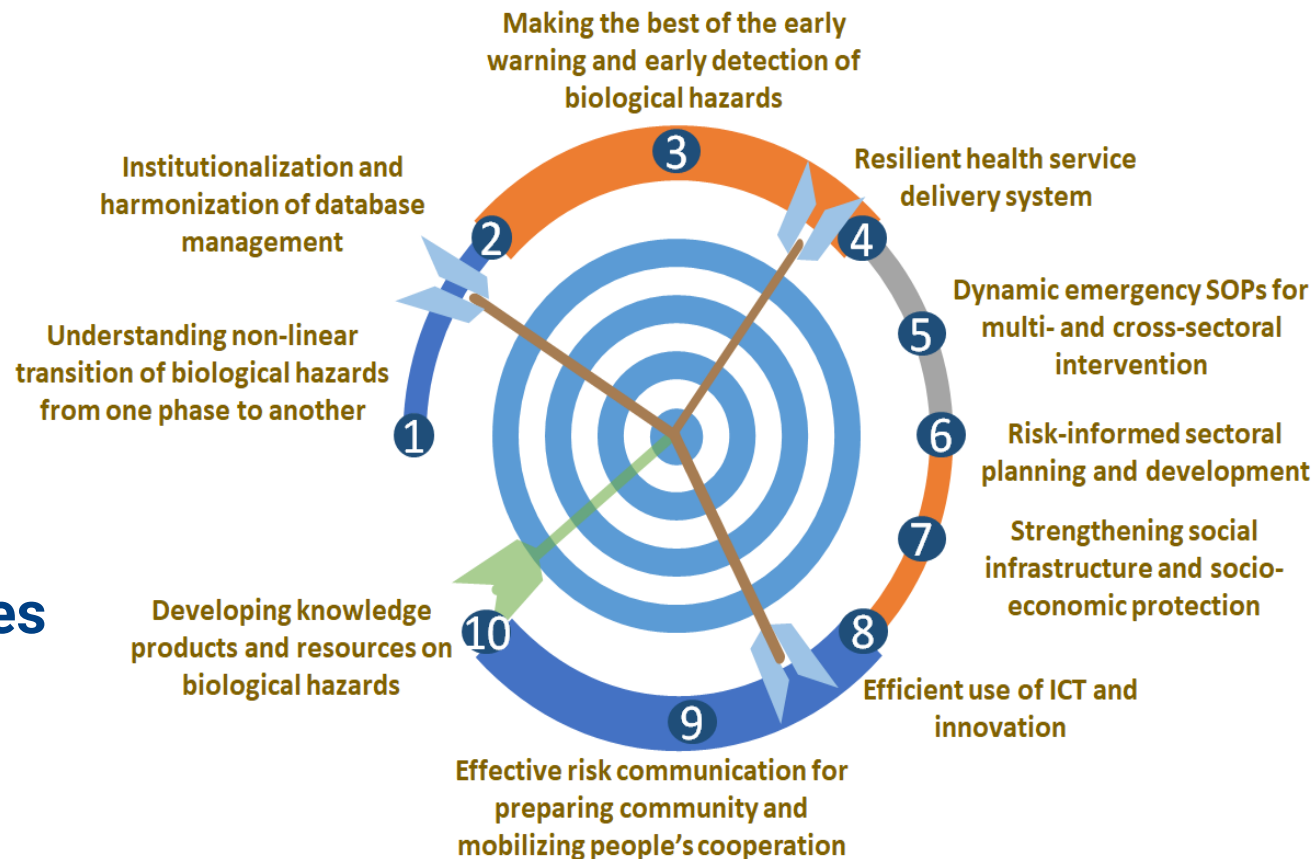 Making the best of the early
warning and early detection of
biological hazards
3
Institutionalization and
harmonization of database
management
2
Resilient health service
delivery system
4
Understanding non-linear
transition of biological hazards
from one phase to another
1
Dynamic emergency SOPs for
multi- and cross-sectoral
intervention
5
6
Risk-informed sectoral
planning and development
7
Strengthening social
infrastructure and socio-
economic protection
es
Developing knowledge
products and resources on
biological hazards
10
8
Efficient use of ICT and
innovation
9
Effective risk communication for
preparing community and
mobilizing people's cooperation